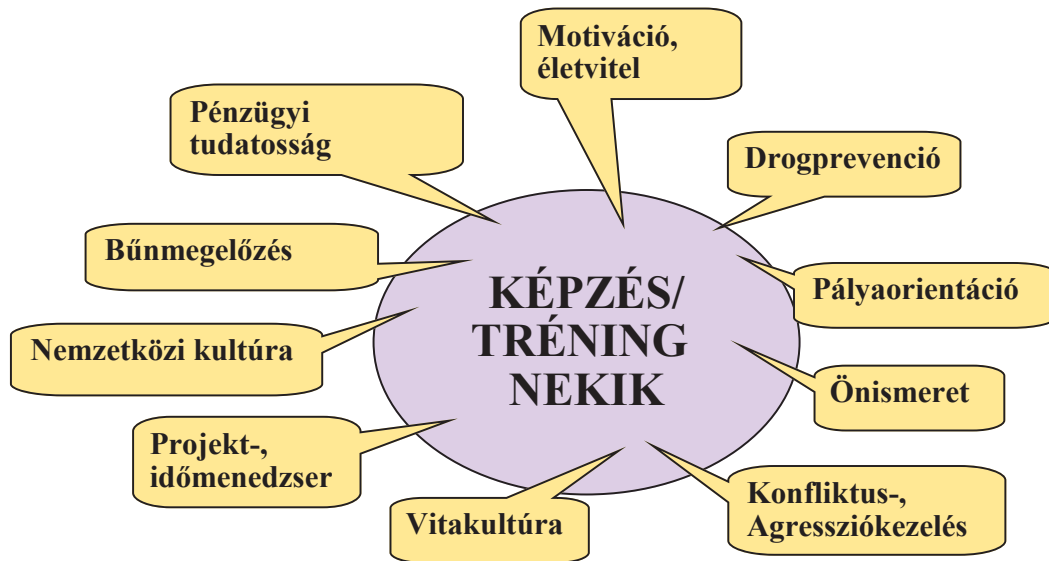 Motiváció,
életvitel
Pénzügyi
tudatosság
Drogprevenció
Bűnmegelőzés
Pályaorientáció
KÉPZÉS/
TRÉNING
NEKIK
Nemzetközi kultúra
Önismeret
Projekt-,
időmenedzser
Konfliktus-,
Agressziókezelés
Vitakultúra